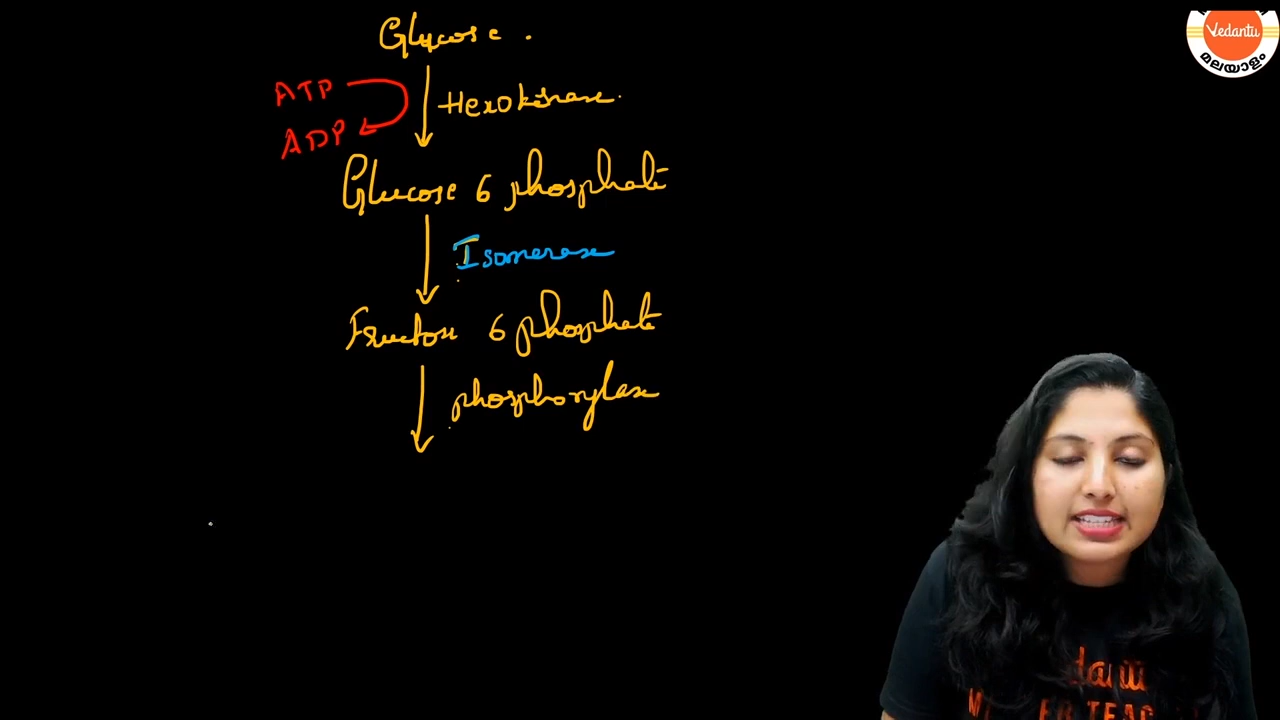 Glucose.
ATP
Hexokinase.
ADP
Glucose 6 phosphate
Isomerase
Fructose 6 phosphate
phosphorylase
Vedantu
മലയാളം